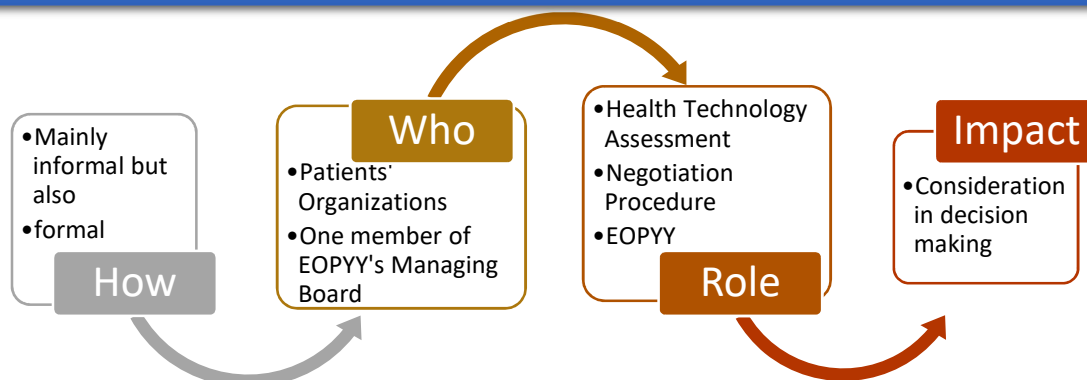 •Mainly
informal but
also
•formal
How
Who
•Patients'
Organizations
•One member of
EOPYY's Managing
Board
•Health Technology
Assessment
•Negotiation
Procedure
•EOPYY
Role
Impact
•Consideration
in decision
making